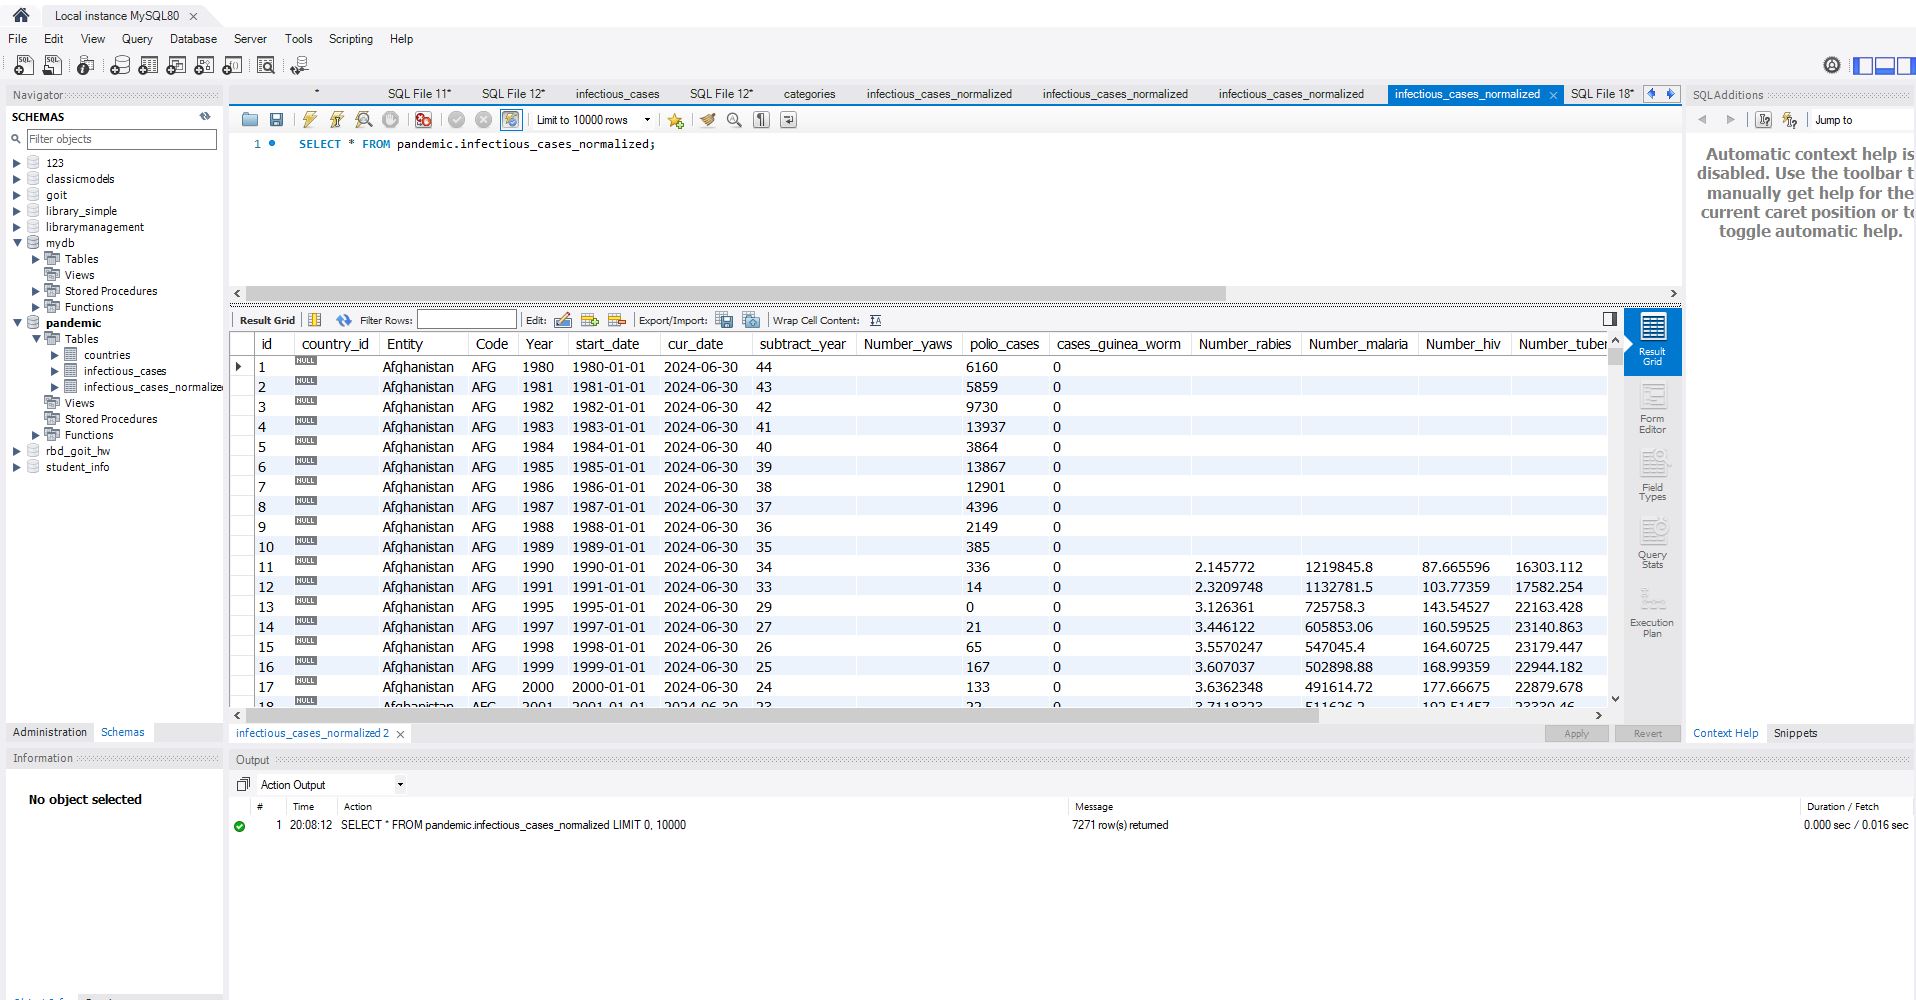 Local instance MySQL80
File Edit View Query Database Server Tools Scripting Help
Navigator
SCHEMAS
Filter objects
123
classicmodels
goit
library_simple
librarymanagement
mydb
Tables
Views
Stored Procedures
Functions
pandemic
Tables
countries
infectious_cases
infectious_cases_normalize
Views
Stored Procedures
Functions
rbd_goit_hw
student_info
Administration Schemas
Information
No object selected
* SQL File 11* SQL File 12* infectious_cases SQL File 12* categories infectious_cases_normalized infectious_cases_normalized infectious_cases_normalized infectious_cases_normalized SQL File 18*
Limit to 10000 rows
1 SELECT * FROM pandemic.infectious_cases_normalized;
Result Grid Filter Rows: Edit: Export/Import: Wrap Cell Content:
id country_id Entity Code Year start_date cur_date subtract_year Number_yaws polio_cases cases_guinea_worm Number_rabies Number_malaria Number_hiv Number_tuber
1 NULL Afghanistan AFG 1980 1980-01-01 2024-06-30 44 6160 0
2 NULL Afghanistan AFG 1981 1981-01-01 2024-06-30 43 5859 0
3 NULL Afghanistan AFG 1982 1982-01-01 2024-06-30 42 9730 0
4 NULL Afghanistan AFG 1983 1983-01-01 2024-06-30 41 13937 0
5 NULL Afghanistan AFG 1984 1984-01-01 2024-06-30 40 3864 0
6 NULL Afghanistan AFG 1985 1985-01-01 2024-06-30 39 13867 0
7 NULL Afghanistan AFG 1986 1986-01-01 2024-06-30 38 12901 0
8 NULL Afghanistan AFG 1987 1987-01-01 2024-06-30 37 4396 0
9 NULL Afghanistan AFG 1988 1988-01-01 2024-06-30 36 2149 0
10 NULL Afghanistan AFG 1989 1989-01-01 2024-06-30 35 385 0
11 NULL Afghanistan AFG 1990 1990-01-01 2024-06-30 34 336 0 2.145772 1219845.8 87.665596 16303.112
12 NULL Afghanistan AFG 1991 1991-01-01 2024-06-30 33 14 0 2.3209748 1132781.5 103.77359 17582.254
13 NULL Afghanistan AFG 1995 1995-01-01 2024-06-30 29 0 0 3.126361 725758.3 143.54527 22163.428
14 NULL Afghanistan AFG 1997 1997-01-01 2024-06-30 27 21 0 3.446122 605853.06 160.59525 23140.863
15 NULL Afghanistan AFG 1998 1998-01-01 2024-06-30 26 65 0 3.5570247 547045.4 164.60725 23179.447
16 NULL Afghanistan AFG 1999 1999-01-01 2024-06-30 25 167 0 3.607037 502898.88 168.99359 22944.182
17 NULL Afghanistan AFG 2000 2000-01-01 2024-06-30 24 133 0 3.6362348 491614.72 177.66675 22879.678
Result Grid
Form Editor
Field Types
Query Stats
Execution Plan
infectious_cases_normalized 2 Apply Revert
Output
Action Output
# Time Action Message Duration / Fetch
1 20:08:12 SELECT * FROM pandemic.infectious_cases_normalized LIMIT 0, 10000 7271 row(s) returned 0.000 sec / 0.016 sec
SQLAdditions
Jump to
Automatic context help is
disabled. Use the toolbar t
manually get help for the
current caret position or to
toggle automatic help.
Context Help Snippets